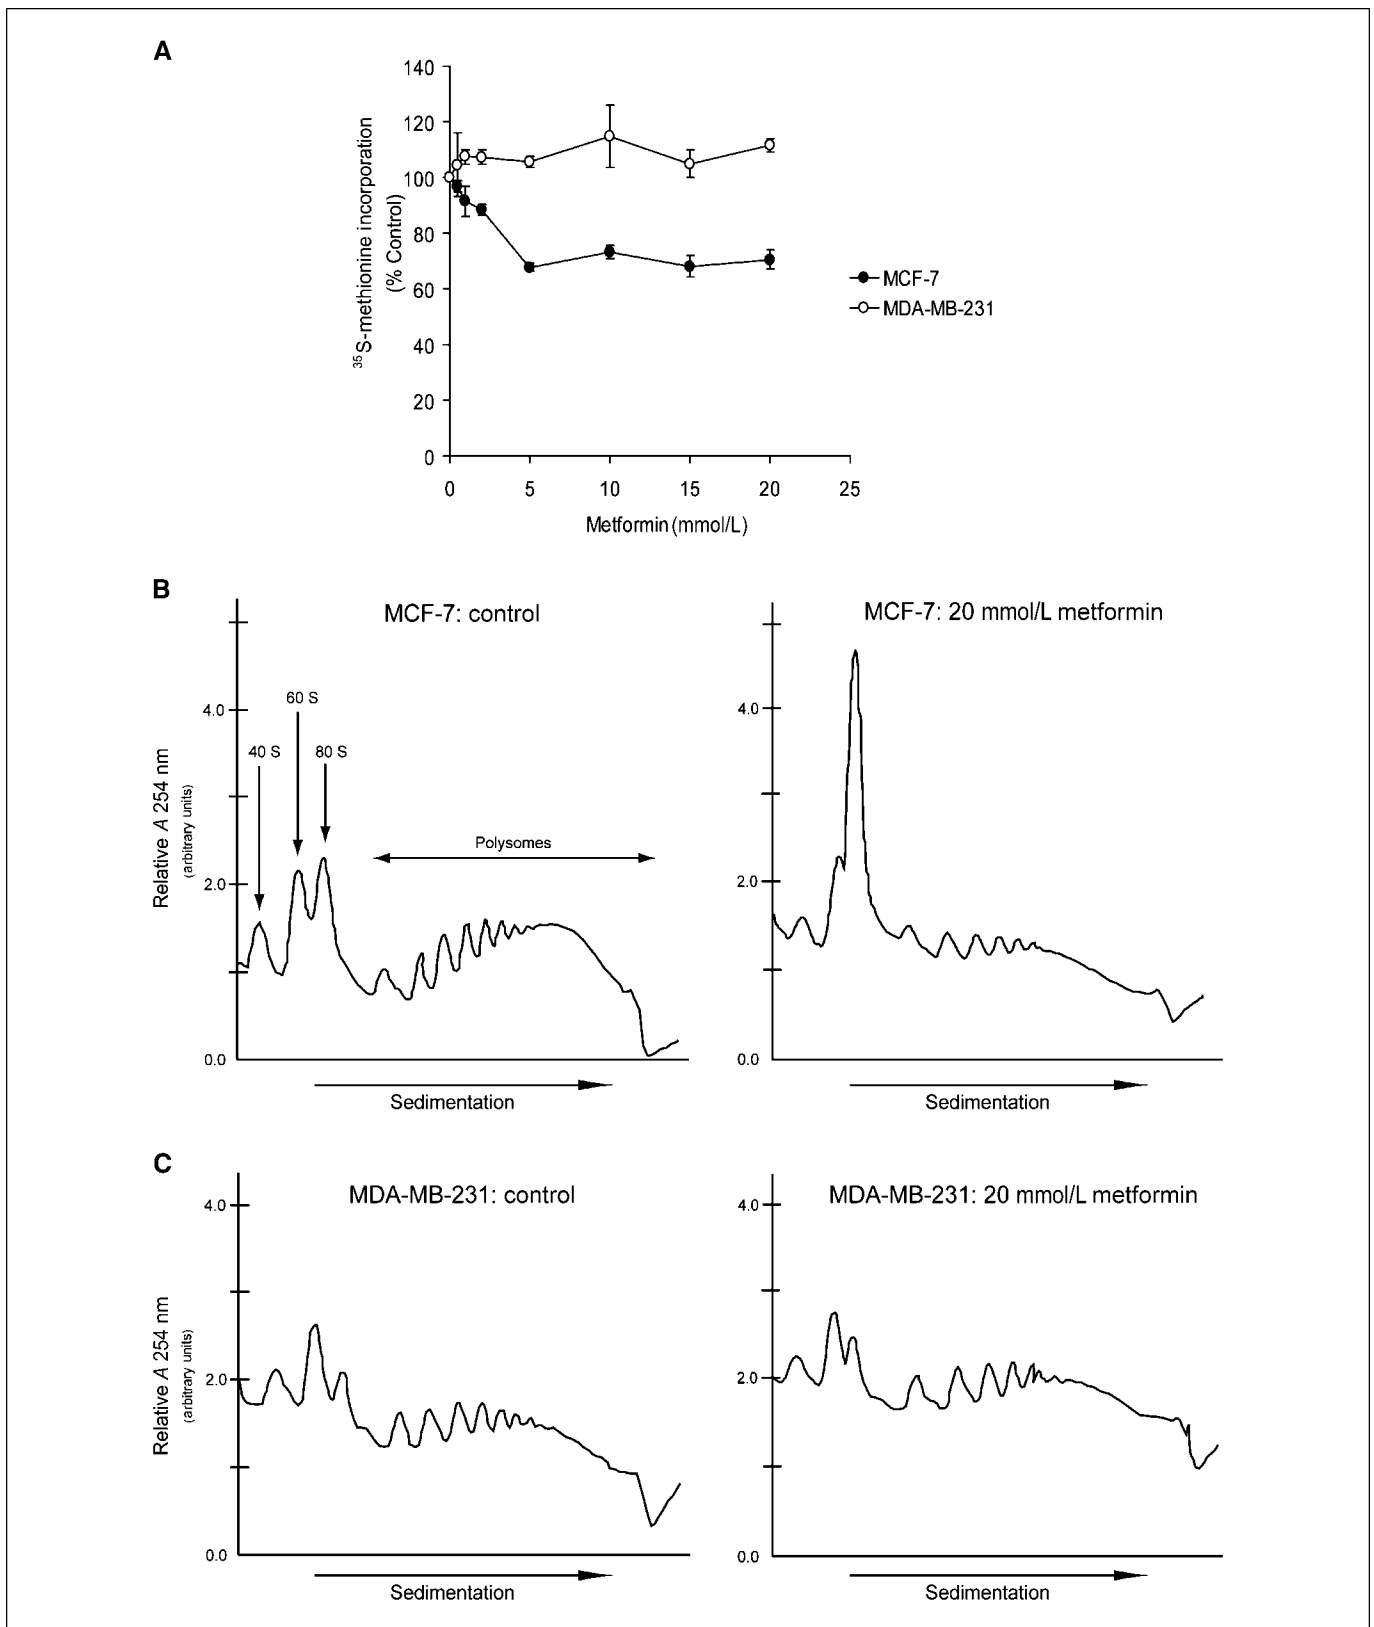 A
140
120
100
80
60
40
20
0
0 5 10 15 20 25
³⁵S-methionine incorporation
(% Control)
Metformin (mmol/L)
MCF-7
MDA-MB-231
B
MCF-7: control
60 S
40 S
80 S
Polysomes
4.0
2.0
0.0
Relative A 254 nm
(arbitrary units)
Sedimentation
MCF-7: 20 mmol/L metformin
4.0
2.0
0.0
Sedimentation
C
MDA-MB-231: control
4.0
2.0
0.0
Relative A 254 nm
(arbitrary units)
Sedimentation
MDA-MB-231: 20 mmol/L metformin
4.0
2.0
0.0
Sedimentation